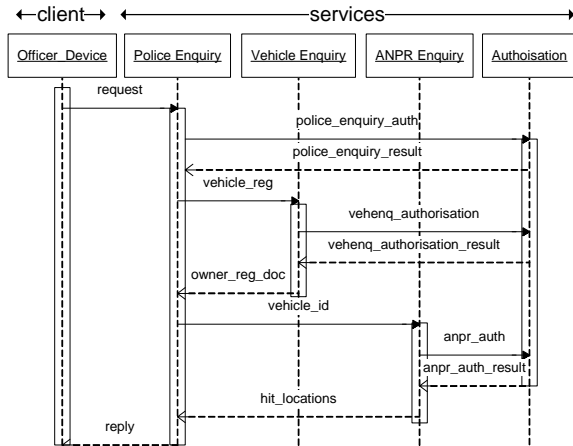 client services
Officer_Device Police Enquiry Vehicle Enquiry ANPR Enquiry Authoisation
request
police_enquiry_auth
police_enquiry_result
vehicle_reg
vehenq_authorisation
vehenq_authorisation_result
owner_reg_doc
vehicle_id
anpr_auth
anpr_auth_result
hit_locations
reply